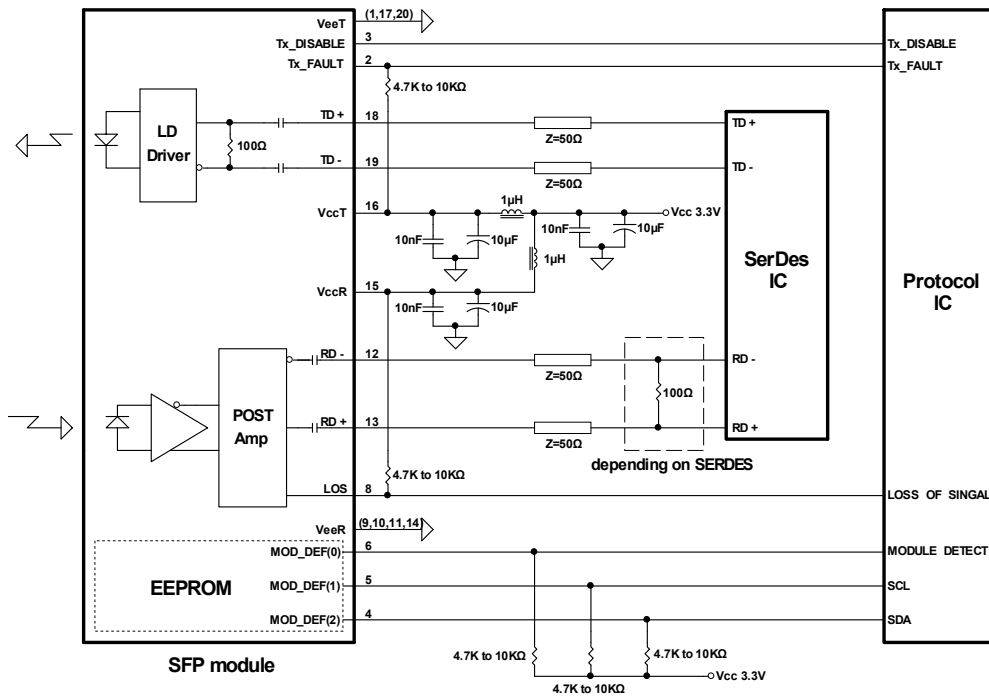 VeeT (1,17,20)
Tx_DISABLE 3 Tx_DISABLE
Tx_FAULT 2 Tx_FAULT
4.7K to 10KΩ
LD
Driver
100Ω
TD + 18 TD +
Z=50Ω
TD - 19 TD -
Z=50Ω
VccT 16
1µH
Vcc 3.3V
10nF
10µF
10nF
10µF
1µH
SerDes
IC
Protocol
IC
VccR 15
10nF
10µF
RD - 12 RD -
Z=50Ω
100Ω
POST
Amp
RD + 13 RD +
Z=50Ω
depending on SERDES
4.7K to 10KΩ
LOS 8 LOSS OF SINGAL
VeeR (9,10,11,14)
EEPROM
MOD_DEF(0) 6 MODULE DETECT
MOD_DEF(1) 5 SCL
MOD_DEF(2) 4 SDA
SFP module
4.7K to 10KΩ
4.7K to 10KΩ
4.7K to 10KΩ
Vcc 3.3V